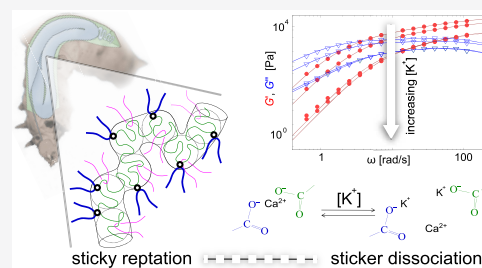 10⁴
10⁰
G', G'' [Pa]
increasing [K⁺]
1 10 100
ω [rad/s]
O⁻ Ca²⁺ ⁻O O
O
[K⁺]
K⁺ ⁻O O
O⁻ K⁺
O
Ca²⁺
sticky reptation sticker dissociation